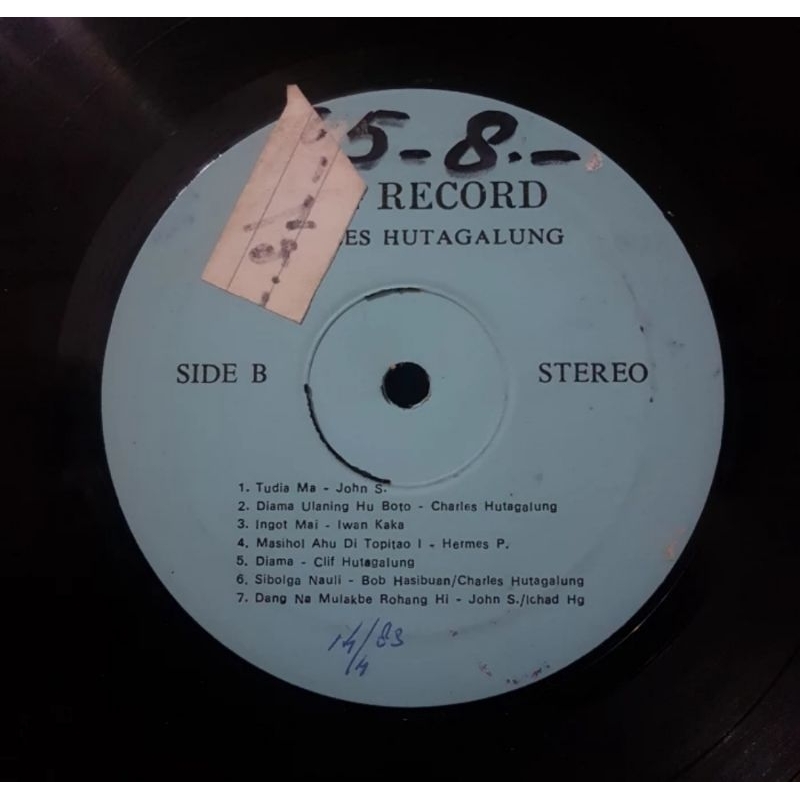 5-8.-
RECORD
ES HUTAGALUNG
SIDE B
STEREO
1. Tudia Ma - John S.
2. Diama Ulaning Hu Boto - Charles Hutagalung
3. Ingot Mai - Iwan Kaka
4. Masihol Ahu Di Topitao I - Hermes P.
5. Diama - Clif Hutagalung
6. Sibolga Nauli - Bob Hasibuan/Charles Hutagalung
7. Dang Na Mulakbe Rohang Hi - John S./Ichad Hg
14/83
/4